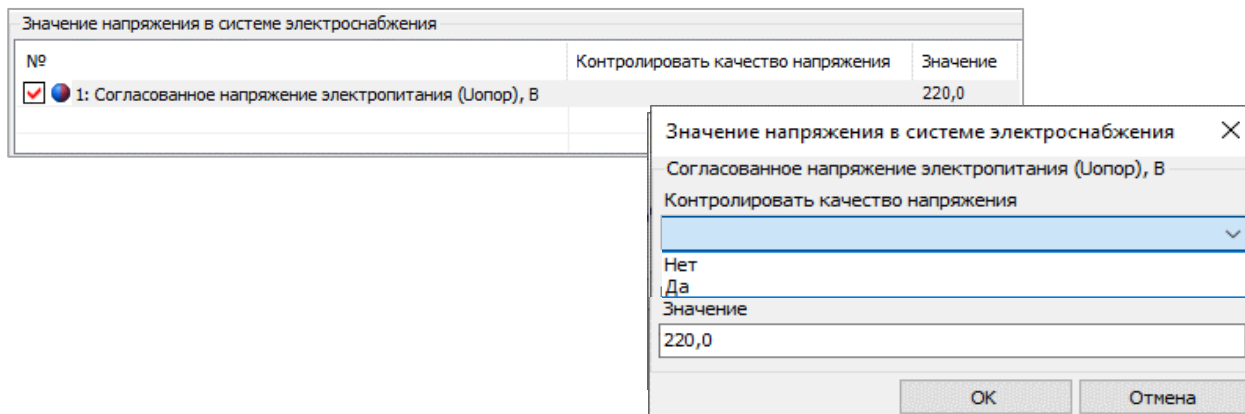 Значение напряжения в системе электроснабжения
№ Контролировать качество напряжения Значение
1: Согласованное напряжение электропитания (Uопор), В 220,0
Значение напряжения в системе электроснабжения
Согласованное напряжение электропитания (Uопор), В
Контролировать качество напряжения
Нет
Да
Значение
220,0
OK Отмена